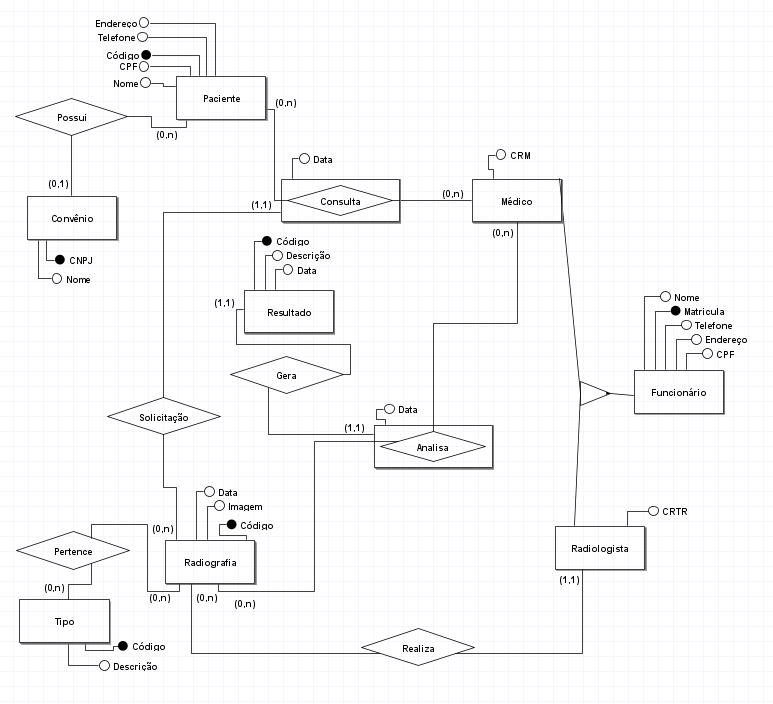 Endereço
Telefone
Código
CPF
Nome
Paciente
(0,n)
Possui
(0,n)
(0,1)
Convênio
CNPJ
Nome
Data
(1,1)
Consulta
(0,n)
CRM
Médico
(0,n)
Código
Descrição
Data
(1,1)
Resultado
Nome
Matricula
Telefone
Endereço
CPF
Funcionário
Gera
Solicitação
Data
(1,1)
Analisa
Data
Imagem
Código
(0,n)
Radiografia
CRTR
Radiologista
(1,1)
Pertence
(0,n)
(0,n)
(0,n)
(0,n)
Tipo
Código
Descrição
Realiza